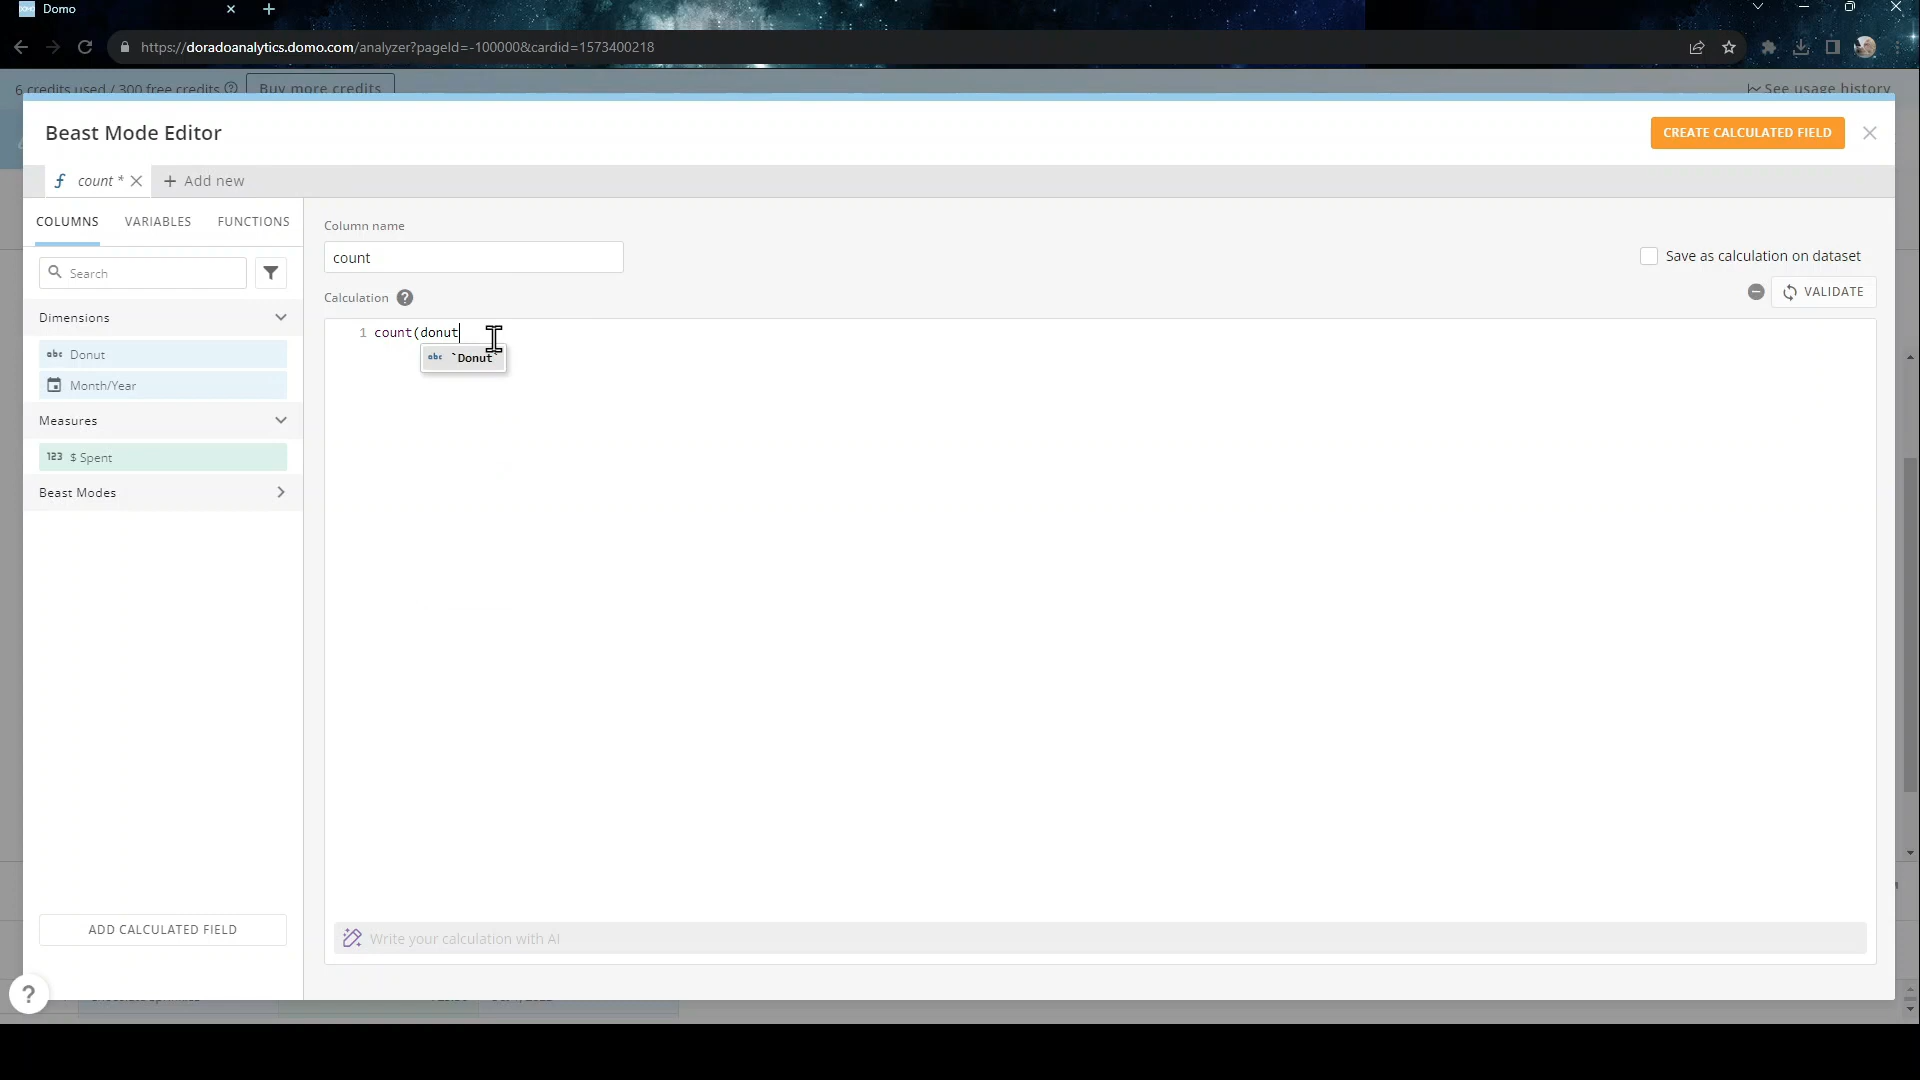 Domo
https://doradoanalytics.domo.com/analyzer?pageId=-100000&cardid=1573400218
6 credits used / 300 free credits
Buy more credits
See usage history
Beast Mode Editor
CREATE CALCULATED FIELD
count *
Add new
COLUMNS
VARIABLES
FUNCTIONS
Column name
Search
count
Save as calculation on dataset
Calculation
VALIDATE
Dimensions
1 count(donut
abc Donut
abc `Donut`
Month/Year
Measures
123 $ Spent
Beast Modes
ADD CALCULATED FIELD
Write your calculation with AI
?